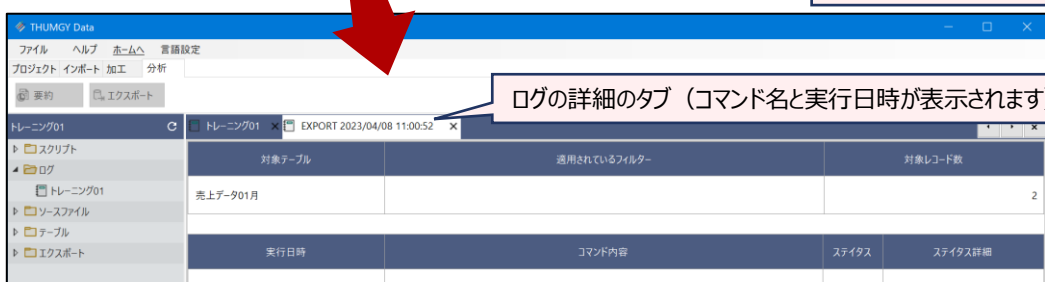 THUMGY Data
ファイル ヘルプ ホームへ 言語設定
プロジェクト インポート 加工 分析
要約 エクスポート
ログの詳細のタブ（コマンド名と実行日時が表示されます
トレーニング01
トレーニング01 EXPORT 2023/04/08 11:00:52
スクリプト
ログ
トレーニング01
ソースファイル
テーブル
エクスポート
対象テーブル 適用されているフィルター 対象レコード数
売上データ01月 2
実行日時 コマンド内容 ステイタス ステイタス詳細